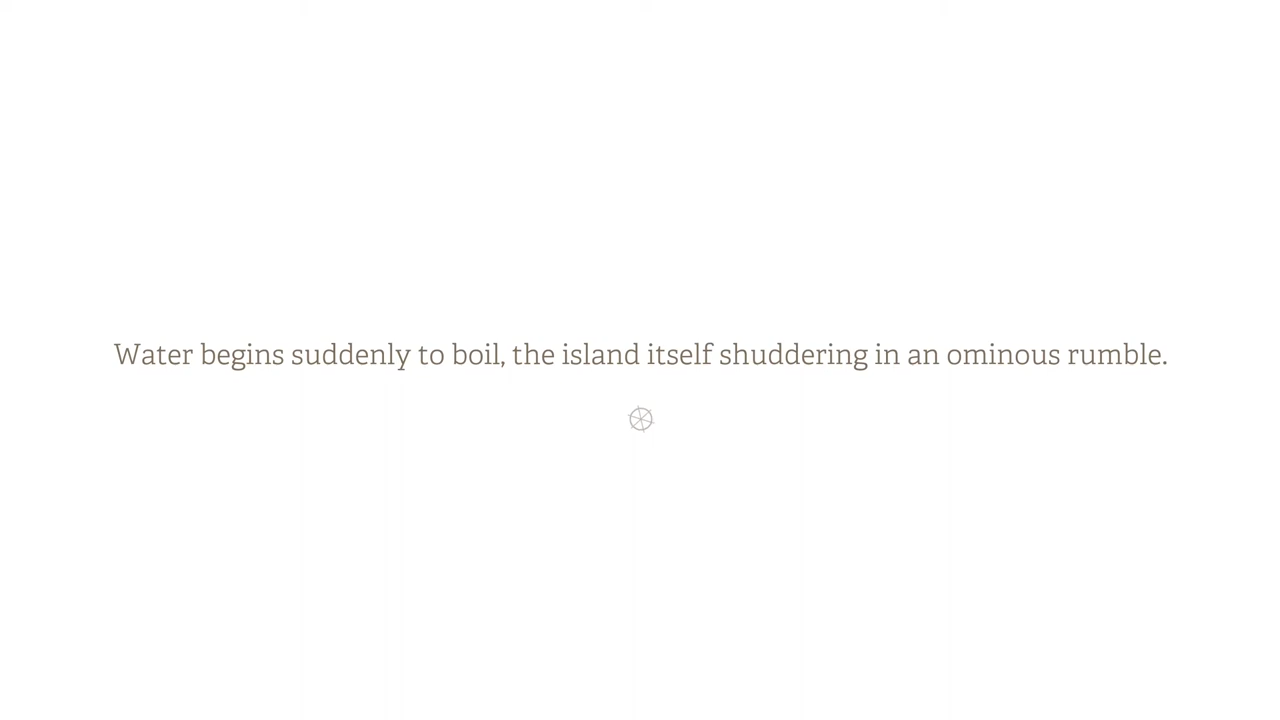 Water begins suddenly to boil, the island itself shuddering in an ominous rumble.